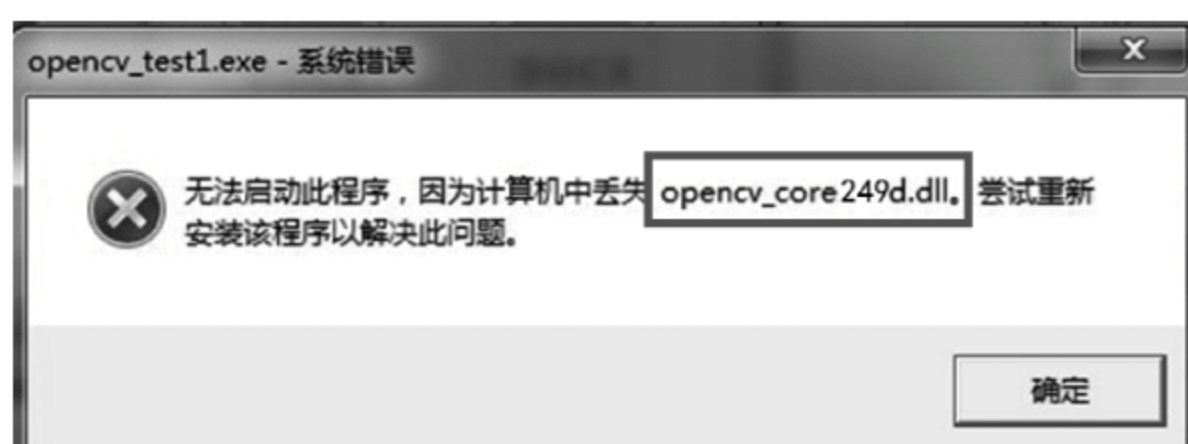 opencv_test1.exe - 系统错误
无法启动此程序，因为计算机中丢失 opencv_core249d.dll。尝试重新
安装该程序以解决此问题。
确定